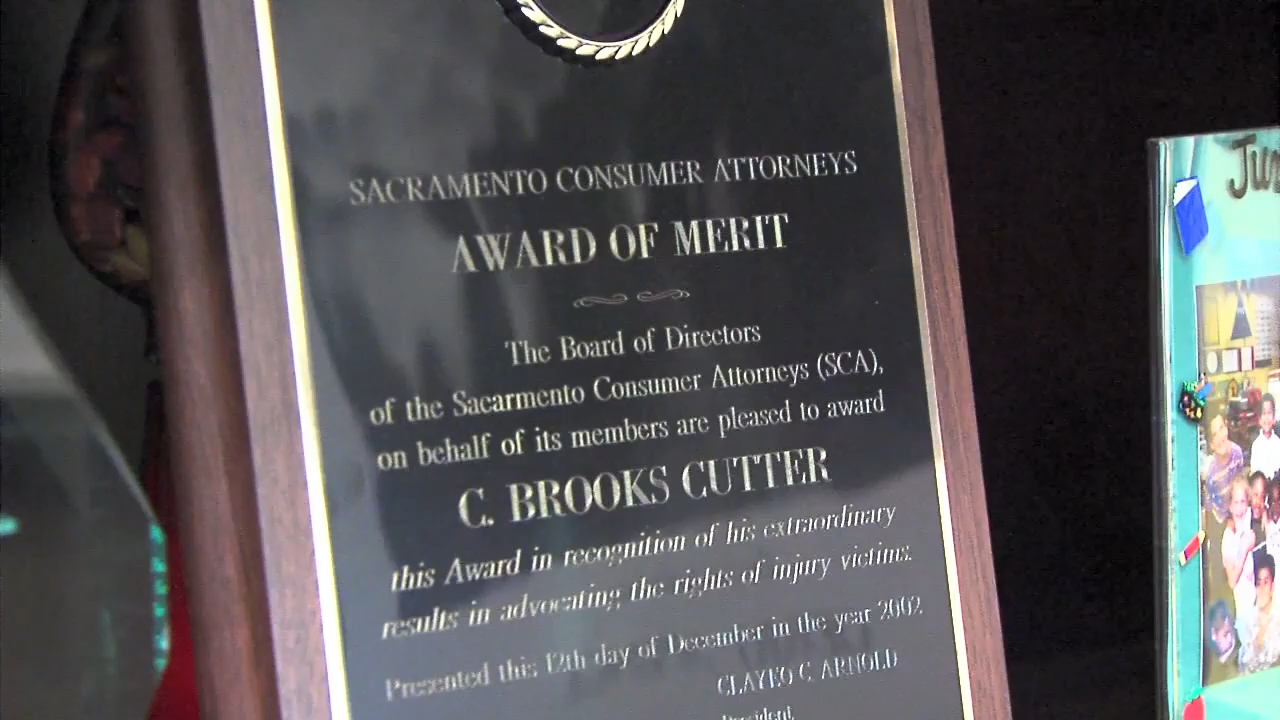 SACRAMENTO CONSUMER ATTORNEYS
AWARD OF MERIT
The Board of Directors
of the Sacarmento Consumer Attorneys (SCA),
on behalf of its members are pleased to award
C. BROOKS CUTTER
this Award in recognition of his extraordinary
results in advocating the rights of injury victims.
Presented this 12th day of December in the year 2002
CLAYEO C. ARNOLD
President